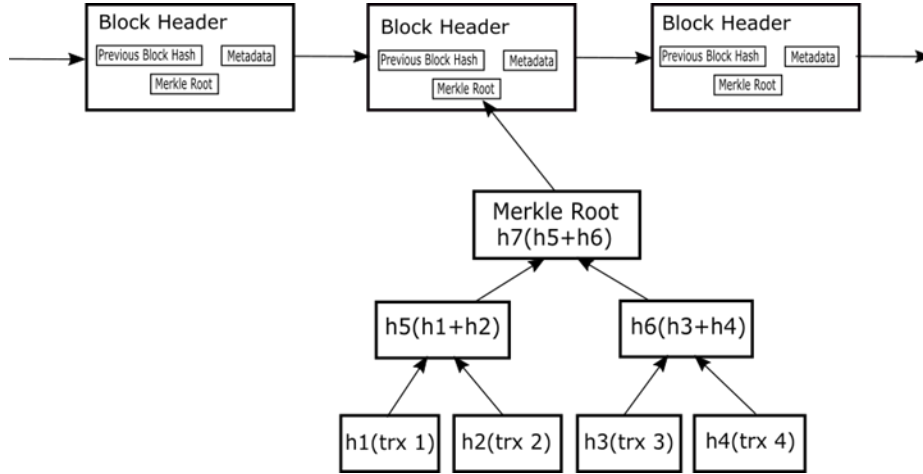 Block Header
Previous Block Hash Metadata
Merkle Root
Block Header
Previous Block Hash Metadata
Merkle Root
Block Header
Previous Block Hash Metadata
Merkle Root
Merkle Root
h7(h5+h6)
h5(h1+h2)
h6(h3+h4)
h1(trx 1)
h2(trx 2)
h3(trx 3)
h4(trx 4)